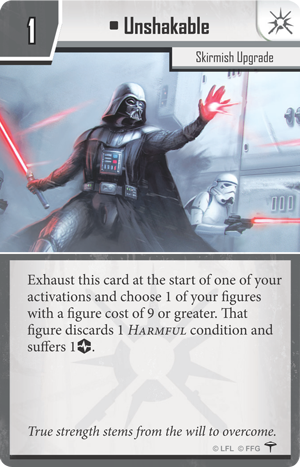 1
Unshakable
Skirmish Upgrade
Exhaust this card at the start of one of your
activations and choose 1 of your figures
with a figure cost of 9 or greater. That
figure discards 1 HARMFUL condition and
suffers 1.
True strength stems from the will to overcome.
© LFL © FFG